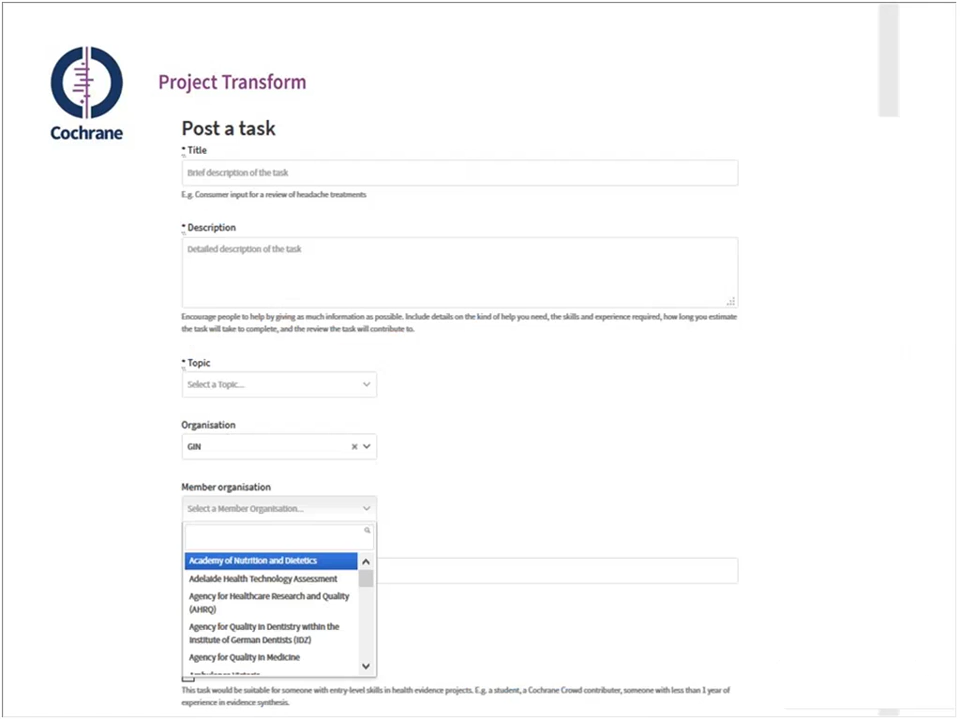 Cochrane
Project Transform
Post a task
* Title
Brief description of the task
E.g. Consumer input for a review of headache treatments
* Description
Detailed description of the task
Encourage people to help by giving as much information as possible. Include details on the kind of help you need, the skills and experience required, how long you estimate
the task will take to complete, and the review the task will contribute to.
* Topic
Select a Topic...
Organisation
GIN
Member organisation
Select a Member Organisation...
Academy of Nutrition and Dietetics
Adelaide Health Technology Assessment
Agency for Healthcare Research and Quality
(AHRQ)
Agency for Quality in Dentistry within the
Institute of German Dentists (IDZ)
Agency for Quality in Medicine
This task would be suitable for someone with entry-level skills in health evidence projects. E.g. a student, a Cochrane Crowd contributor, someone with less than 1 year of
experience in evidence synthesis.